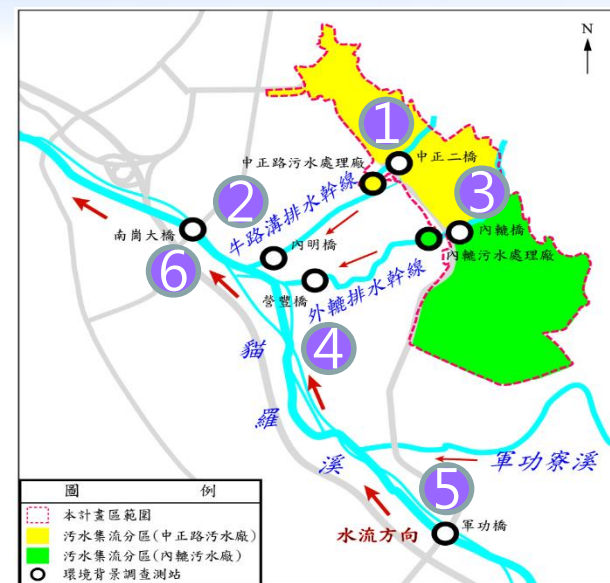 N
1
中正二橋
中正路污水處理廠
3
2
牛路溝排水幹線
內轆橋
南崗大橋
內明橋
內轆污水處理廠
6
營豐橋
外轆排水幹線
4
貓羅溪
5
軍功寮溪
水流方向
軍功橋
圖 例
本計畫區範圍
污水集流分區(中正路污水廠)
污水集流分區(內轆污水廠)
環境背景調查測站